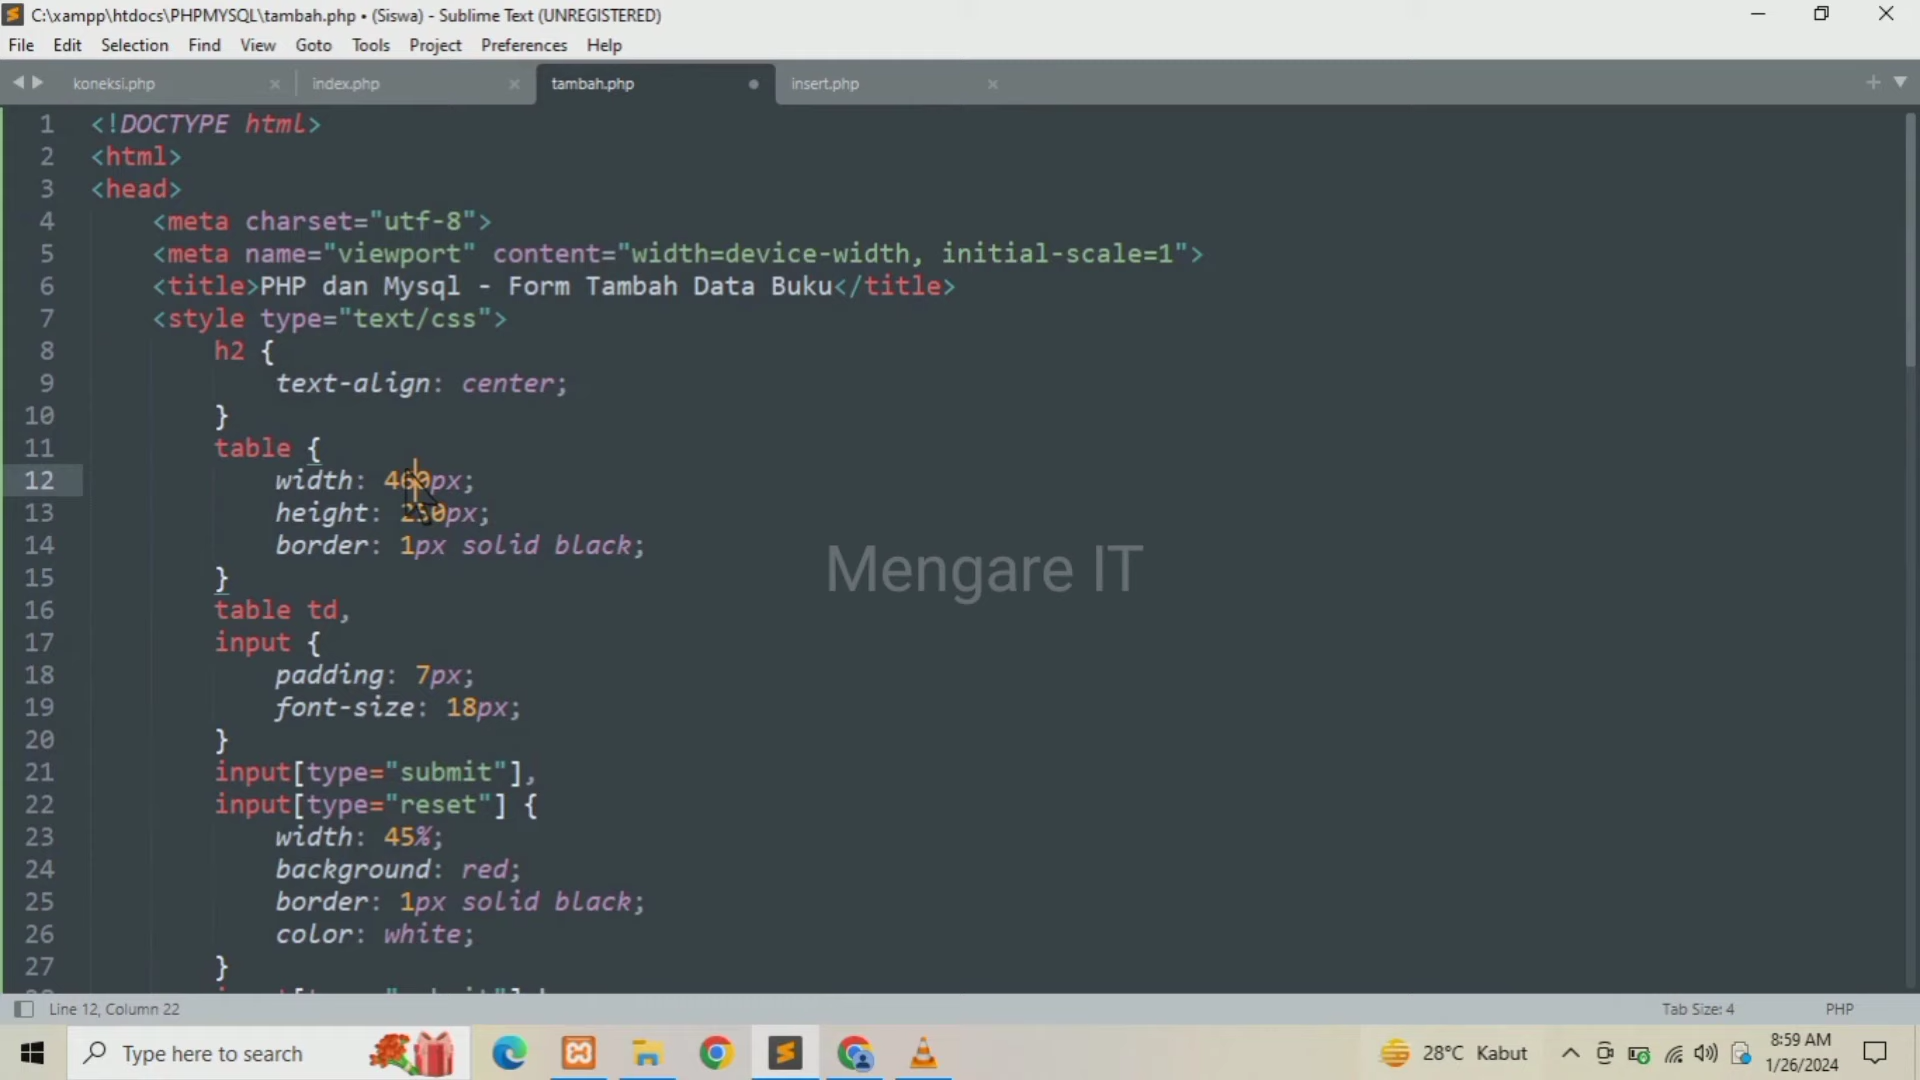 C:\xampp\htdocs\PHPMYSQL\tambah.php • (Siswa) - Sublime Text (UNREGISTERED)
File Edit Selection Find View Goto Tools Project Preferences Help
koneksi.php index.php tambah.php insert.php
1 <!DOCTYPE html>
2 <html>
3 <head>
4 <meta charset="utf-8">
5 <meta name="viewport" content="width=device-width, initial-scale=1">
6 <title>PHP dan Mysql - Form Tambah Data Buku</title>
7 <style type="text/css">
8 h2 {
9 text-align: center;
10 }
11 table {
12 width: 460px;
13 height: 250px;
14 border: 1px solid black;
15 }
16 table td,
17 input {
18 padding: 7px;
19 font-size: 18px;
20 }
21 input[type="submit"],
22 input[type="reset"] {
23 width: 45%;
24 background: red;
25 border: 1px solid black;
26 color: white;
27 }
Mengare IT
Line 12, Column 22 Tab Size: 4 PHP
Type here to search
28°C Kabut
8:59 AM
1/26/2024